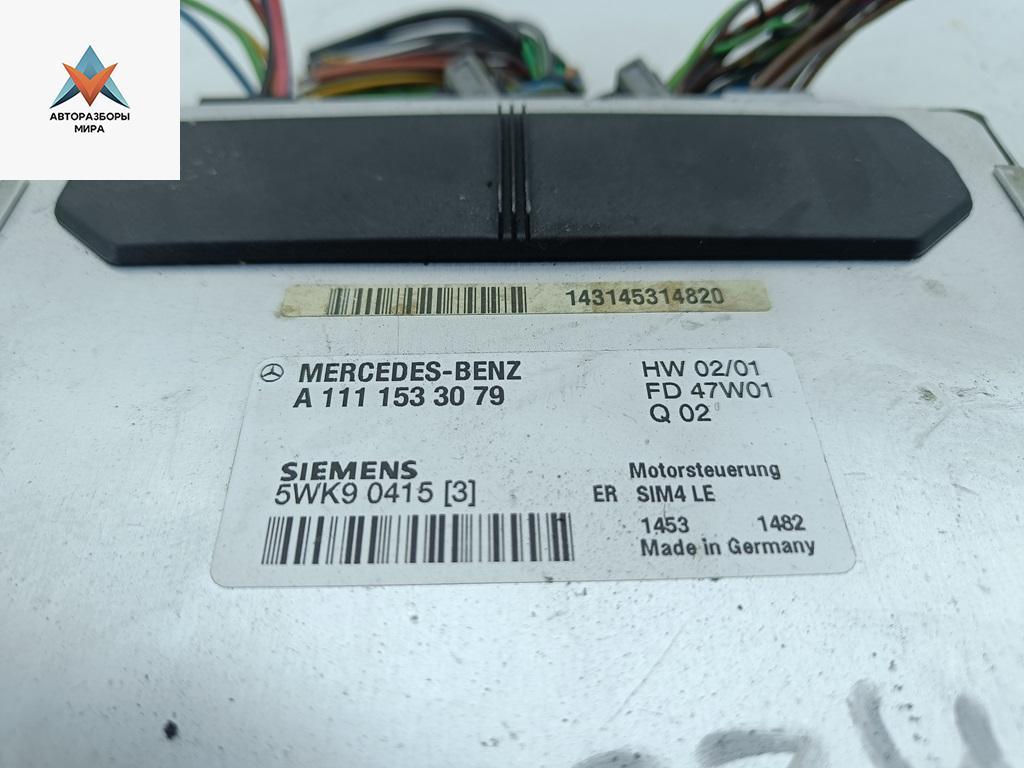 АВТОРАЗБОРЫ
МИРА
143145314820
MERCEDES-BENZ
A 111 153 30 79
HW 02/01
FD 47W01
Q 02
SIEMENS
5WK9 0415 [3]
Motorsteuerung
ER SIM4 LE
1453 1482
Made in Germany